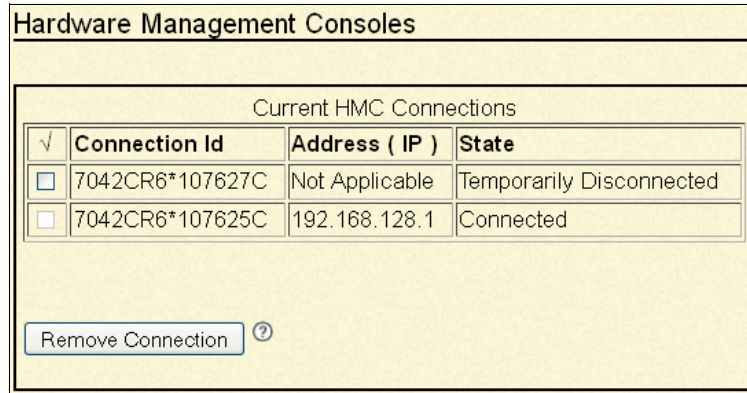 Hardware Management Consoles
Current HMC Connections
√ Connection Id Address ( IP ) State
7042CR6*107627C Not Applicable Temporarily Disconnected
7042CR6*107625C 192.168.128.1 Connected
Remove Connection ?